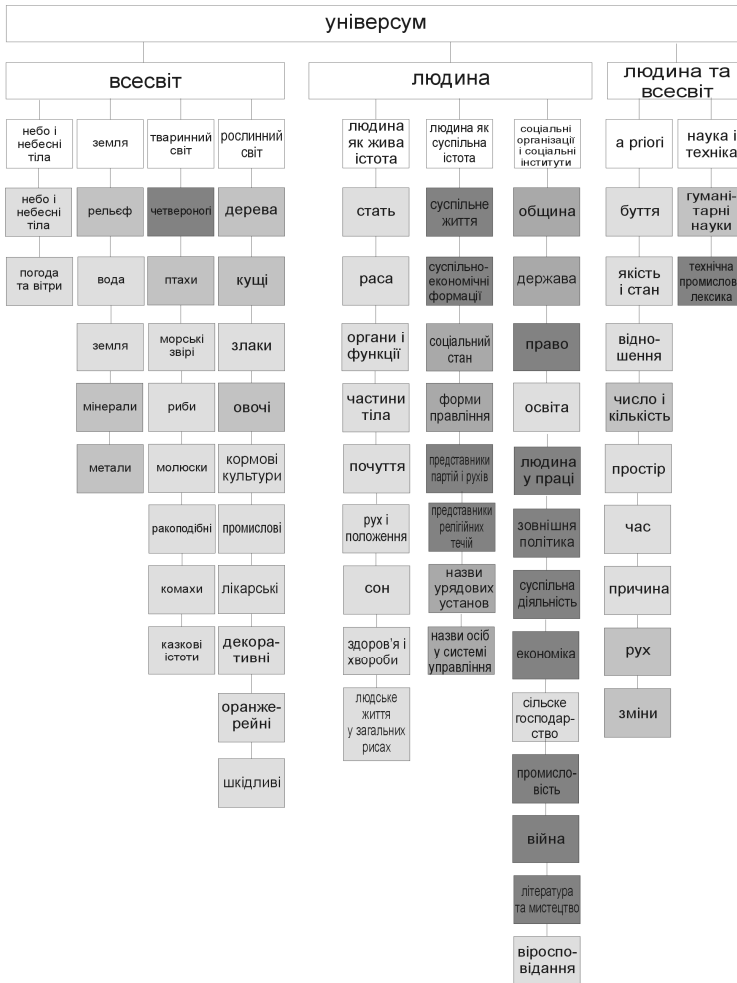 універсум
всесвіт
людина
людина та
всесвіт
небо і
небесні
тіла
земля
тваринний
світ
рослинний
світ
людина
як жива
істота
людина як
суспільна
істота
соціальні
організації
і соціальні
інститути
a priori
наука і
техніка
небо і
небесні
тіла
рельєф
четвероногі
дерева
стать
суспільне
життя
община
буття
гумані-
тарні
науки
погода
та вітри
вода
птахи
кущі
раса
суспільно-
економічні
формації
держава
якість
і стан
технічна
промислова
лексика
земля
морські
звірі
злаки
органи і
функції
соціальний
стан
право
відно-
шення
мінерали
риби
овочі
частини
тіла
форми
правління
освіта
число і
кількість
метали
молюски
кормові
культури
почуття
представники
партій і рухів
людина
у праці
простір
ракоподібні
промислові
рух і
положення
представники
релігійних
течій
зовнішня
політика
час
комахи
лікарські
сон
назви
урядових
установ
суспільна
діяльність
причина
казкові
істоти
декора-
тивні
здоров'я і
хвороби
назви осіб
у системі
управління
економіка
рух
оранже-
рейні
людське
життя
у загальних
рисах
сільске
господар-
ство
зміни
шкідливі
промисло-
вість
війна
література
та мистецтво
віроспо-
відання